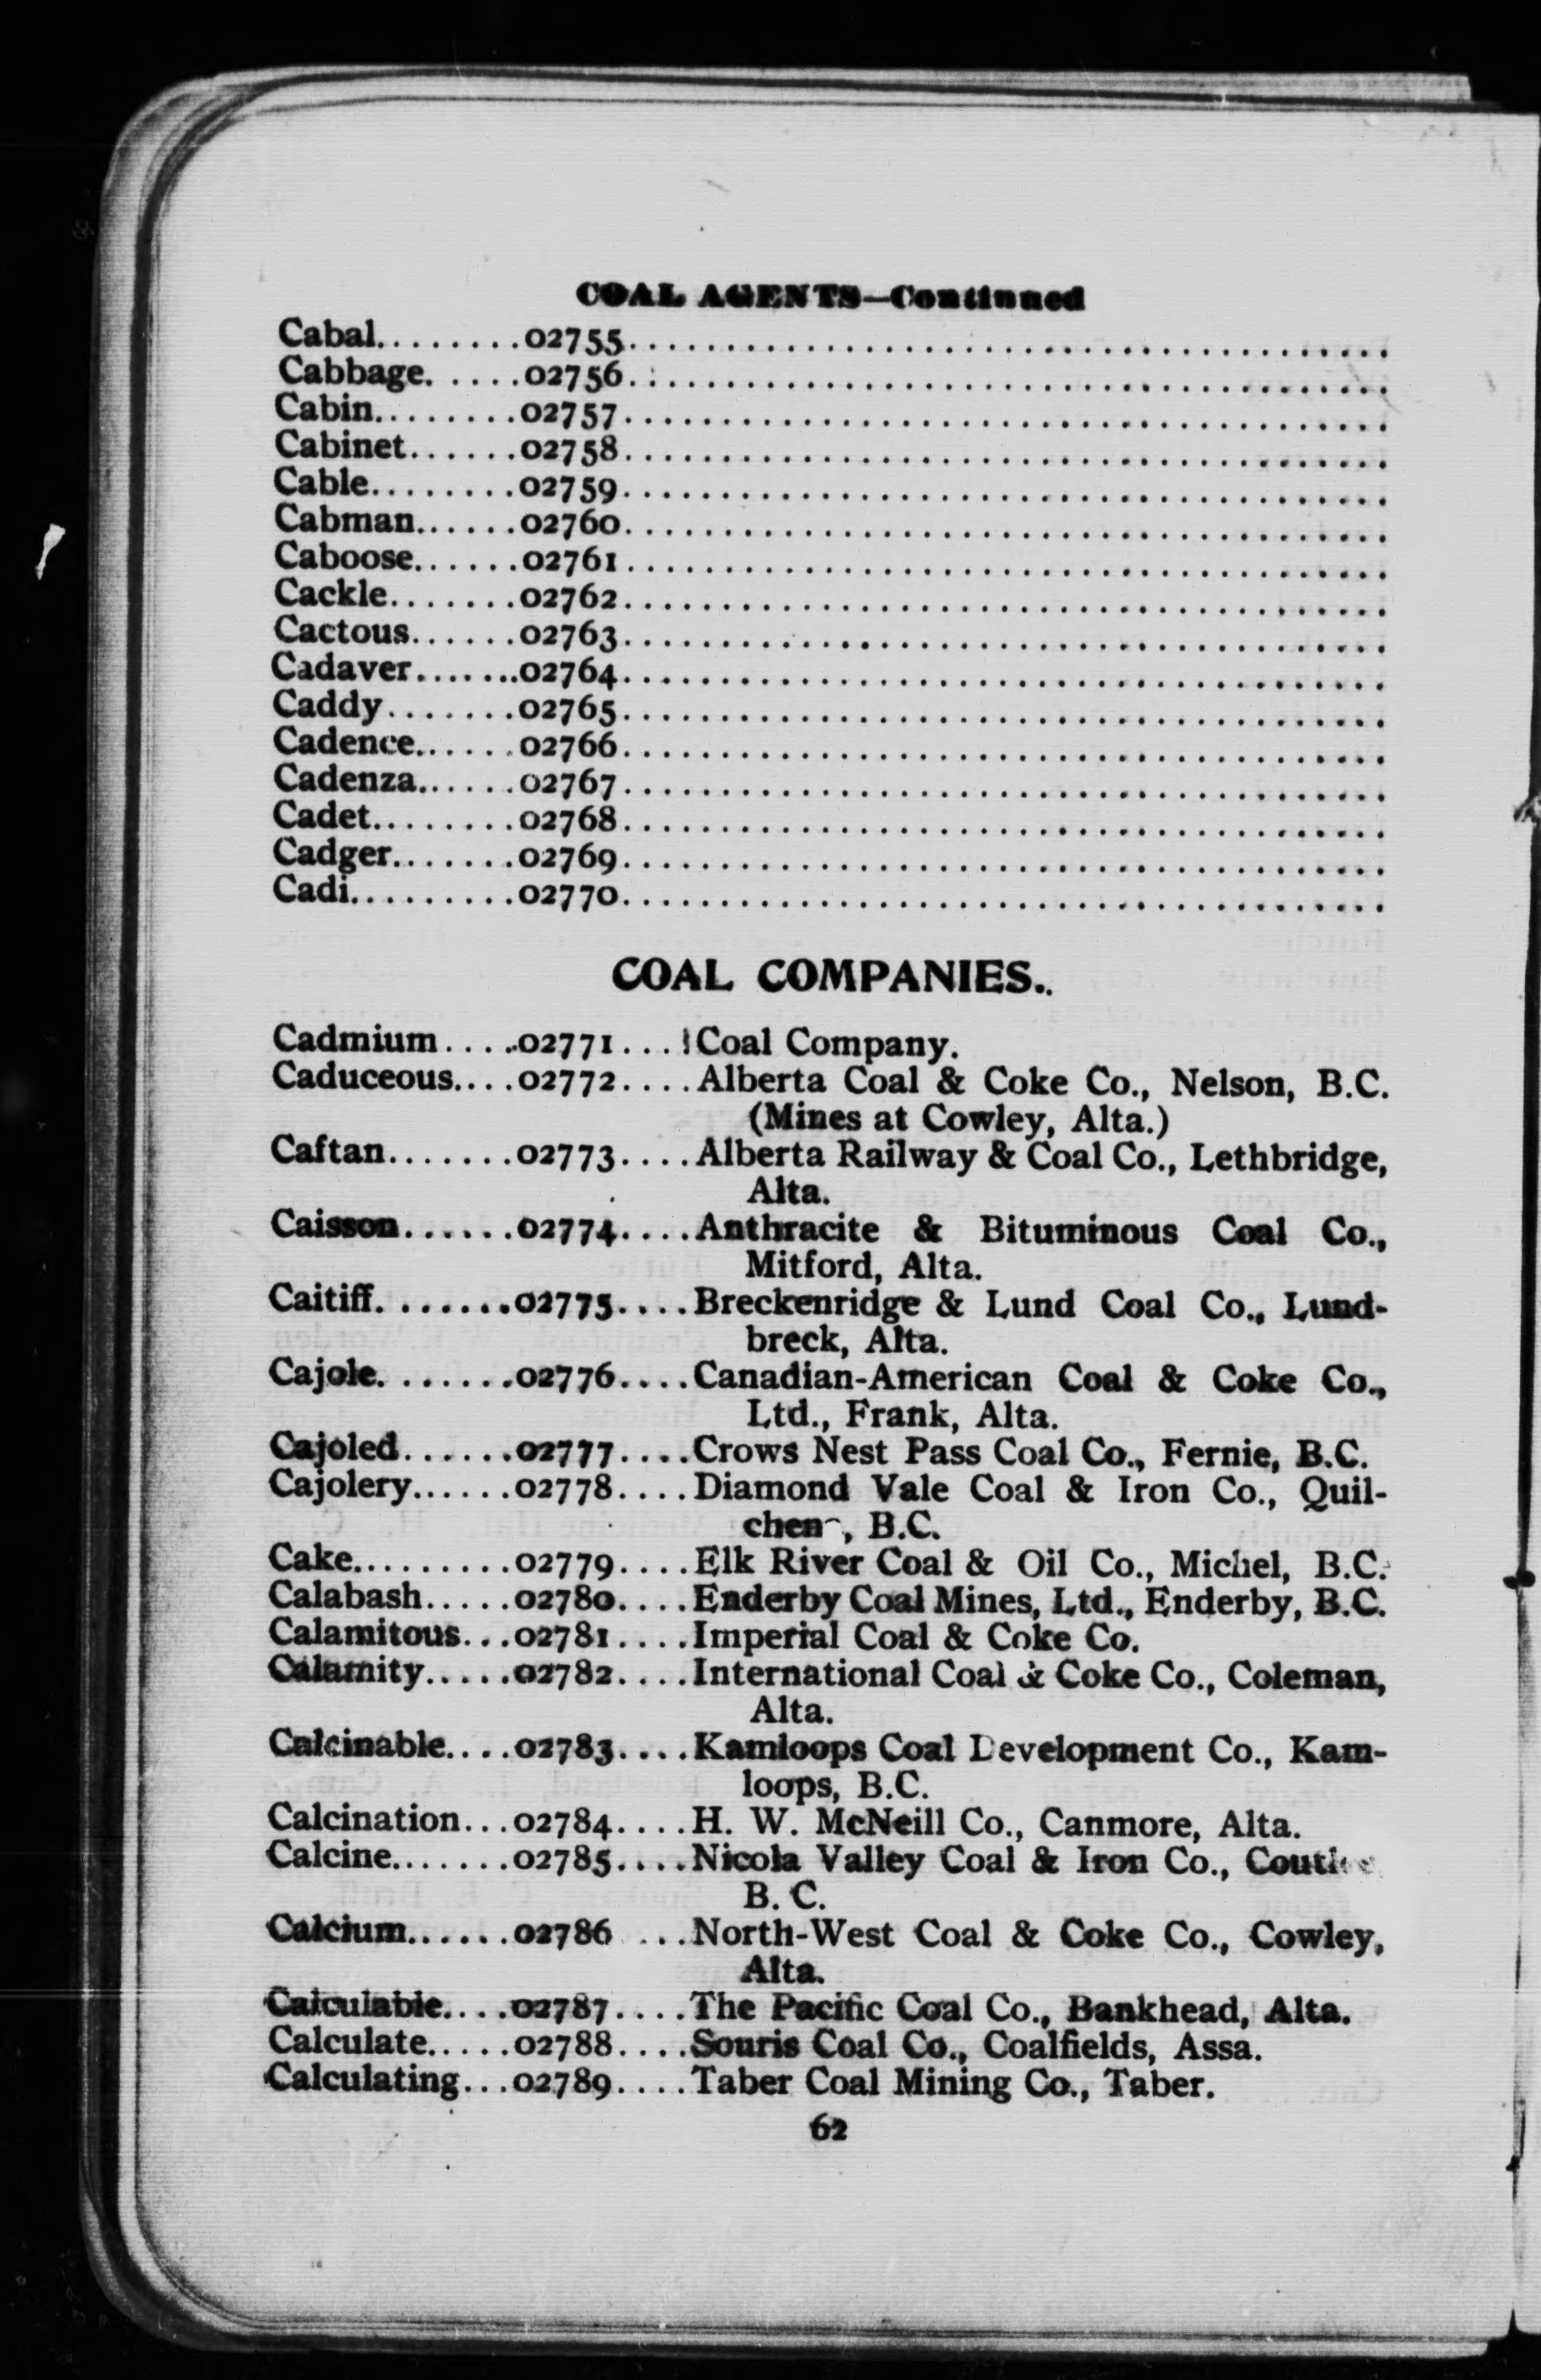 COAL AGENTS—Continued
Cabal........02755........................................
Cabbage. .....02756........................................
Cabin........02757........................................
Cabinet......02758........................................
Cable........02759........................................
Cabman......02760........................................
Caboose......02761........................................
Cackle.......02762........................................
Cactous......02763........................................
Cadaver.......02764........................................
Caddy.......02765........................................
Cadence......02766........................................
Cadenza......02767........................................
Cadet........02768........................................
Cadger.......02769........................................
Cadi.........02770........................................
COAL COMPANIES..
Cadmium.....02771...Coal Company.
Caduceous....02772....Alberta Coal & Coke Co., Nelson, B.C.
(Mines at Cowley, Alta.)
Caftan.......02773....Alberta Railway & Coal Co., Lethbridge,
Alta.
Caisson......02774....Anthracite & Bituminous Coal Co.,
Mitford, Alta.
Caitiff. .......02775....Breckenridge & Lund Coal Co., Lund-
breck, Alta.
Cajole. .......02776....Canadian-American Coal & Coke Co.,
Ltd., Frank, Alta.
Cajoled......02777....Crows Nest Pass Coal Co., Fernie, B.C.
Cajolery......02778....Diamond Vale Coal & Iron Co., Quil-
B.C.
Cake.........02779....Elk River Coal & Oil Co., Michel, B.C.
Calabash.....02780....Enderby Coal Mines, Ltd., Enderby, B.C.
Calamitous...02781....Imperial Coal & Coke Co.
Calamity.....02782....International Coal & Coke Co., Coleman,
Alta.
Calcinable....02783....Kamloops Coal Development Co., Kam-
loops, B.C.
Calcination...02784....H. W. McNeill Co., Canmore, Alta.
Calcine.......02785....Nicola Valley Coal & Iron Co.,
B. C.
Calcium......02786 ...North-West Coal & Coke Co., Cowley,
Alta.
Calculable....02787....The Pacific Coal Co., Bankhead, Alta.
Calculate.....02788....Souris Coal Co., Coalfields, Assa.
Calculating...02789....Taber Coal Mining Co., Taber.
62